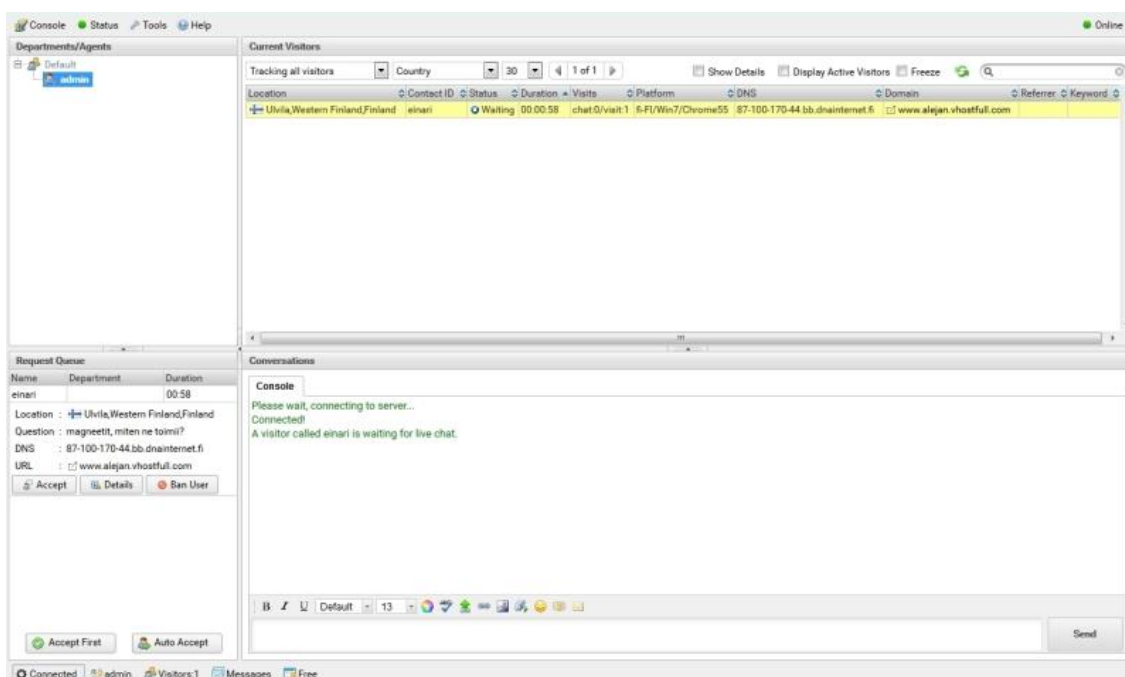 Console Status Tools Help Online
Departments/Agents
Default
admin
Current Visitors
Tracking all visitors Country 30 1 of 1 Show Details Display Active Visitors Freeze
Location Contact ID Status Duration Visits Platform DNS Domain Referrer Keyword
Ulvila,Western Finland,Finland einari Waiting 00:00:58 chat:0/visit:1 fi-FI/Win7/Chrome55 87-100-170-44.bb.dnainternet.fi www.alejan.vhostfull.com
Request Queue
Name Department Duration
einari 00:58
Location : Ulvila,Western Finland,Finland
Question : magneetit, miten ne toimii?
DNS : 87-100-170-44.bb.dnainternet.fi
URL : www.alejan.vhostfull.com
Accept Details Ban User
Accept First Auto Accept
Conversations
Console
Please wait, connecting to server...
Connected!
A visitor called einari is waiting for live chat.
B I U Default 13
Send
Connected admin Visitors:1 Messages Free